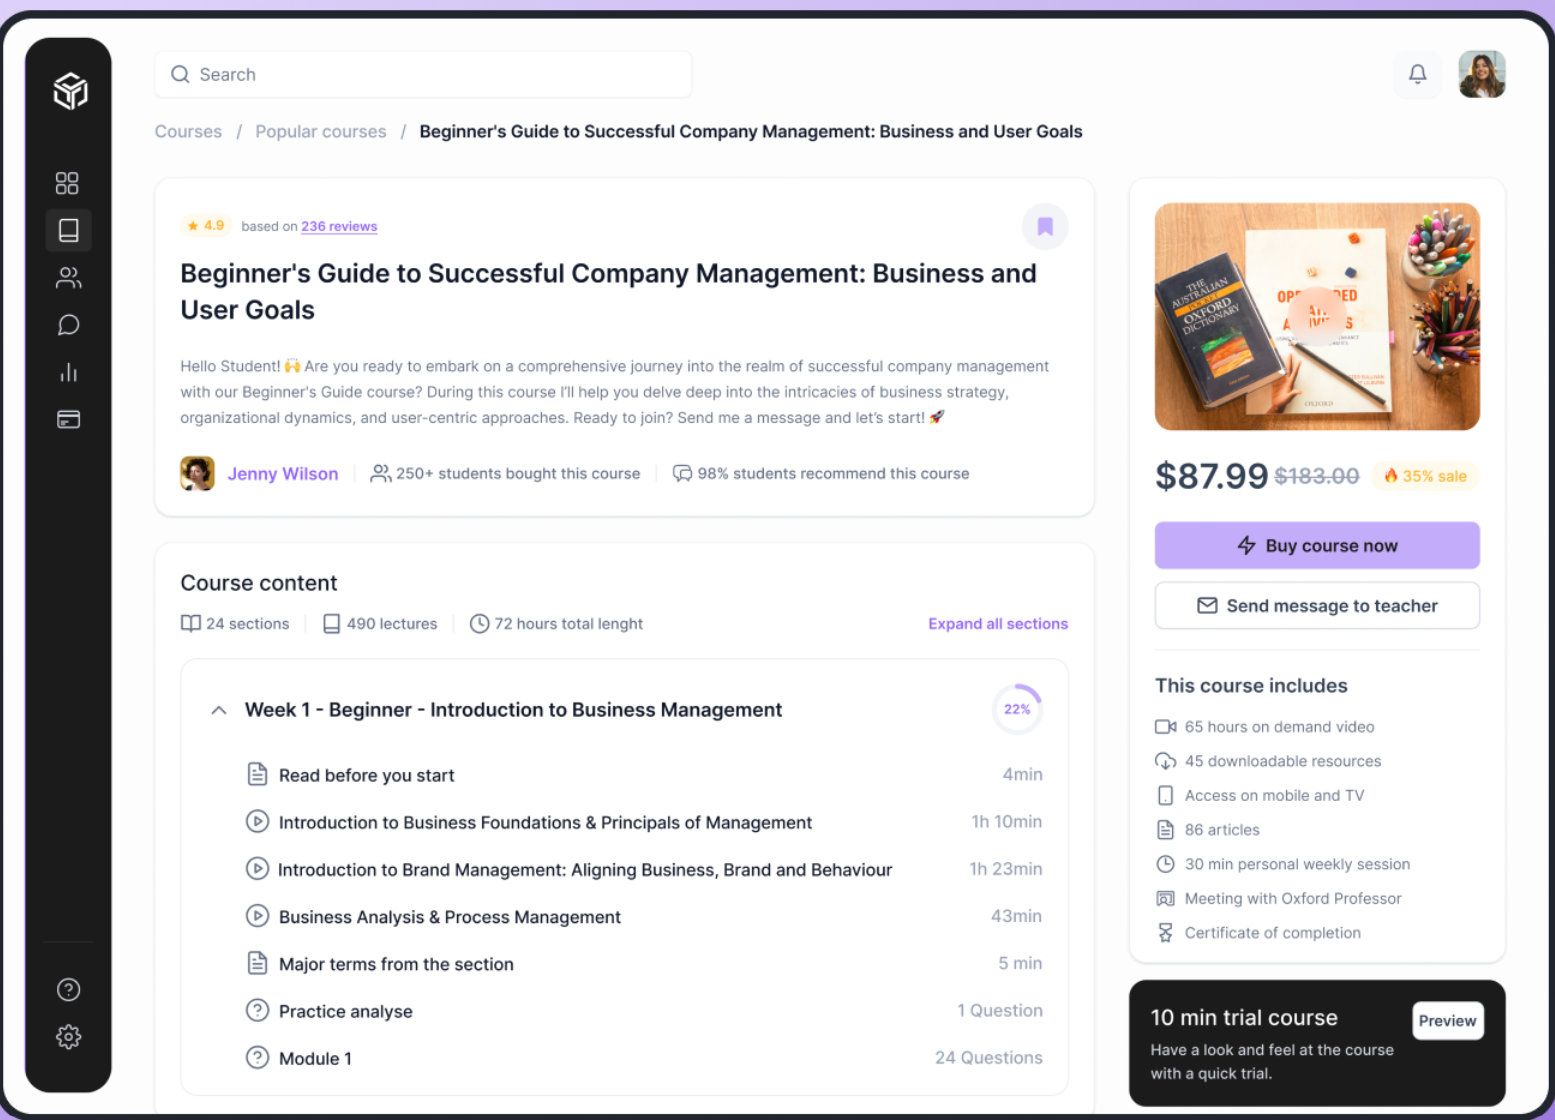 Search
Courses / Popular courses / Beginner's Guide to Successful Company Management: Business and User Goals
★ 4.9 based on 236 reviews
Beginner's Guide to Successful Company Management: Business and
User Goals
Hello Student! 🙌 Are you ready to embark on a comprehensive journey into the realm of successful company management
with our Beginner's Guide course? During this course I'll help you delve deep into the intricacies of business strategy,
organizational dynamics, and user-centric approaches. Ready to join? Send me a message and let's start! 🚀
Jenny Wilson
250+ students bought this course
98% students recommend this course
Course content
24 sections
490 lectures
72 hours total lenght
Expand all sections
Week 1 - Beginner - Introduction to Business Management
22%
Read before you start 4min
Introduction to Business Foundations & Principals of Management 1h 10min
Introduction to Brand Management: Aligning Business, Brand and Behaviour 1h 23min
Business Analysis & Process Management 43min
Major terms from the section 5 min
Practice analyse 1 Question
Module 1 24 Questions
THE
AUSTRALIAN
POCKET
OXFORD
DICTIONARY
OXFORD
$87.99 $183.00 🔥 35% sale
Buy course now
Send message to teacher
This course includes
65 hours on demand video
45 downloadable resources
Access on mobile and TV
86 articles
30 min personal weekly session
Meeting with Oxford Professor
Certificate of completion
10 min trial course
Have a look and feel at the course
with a quick trial.
Preview